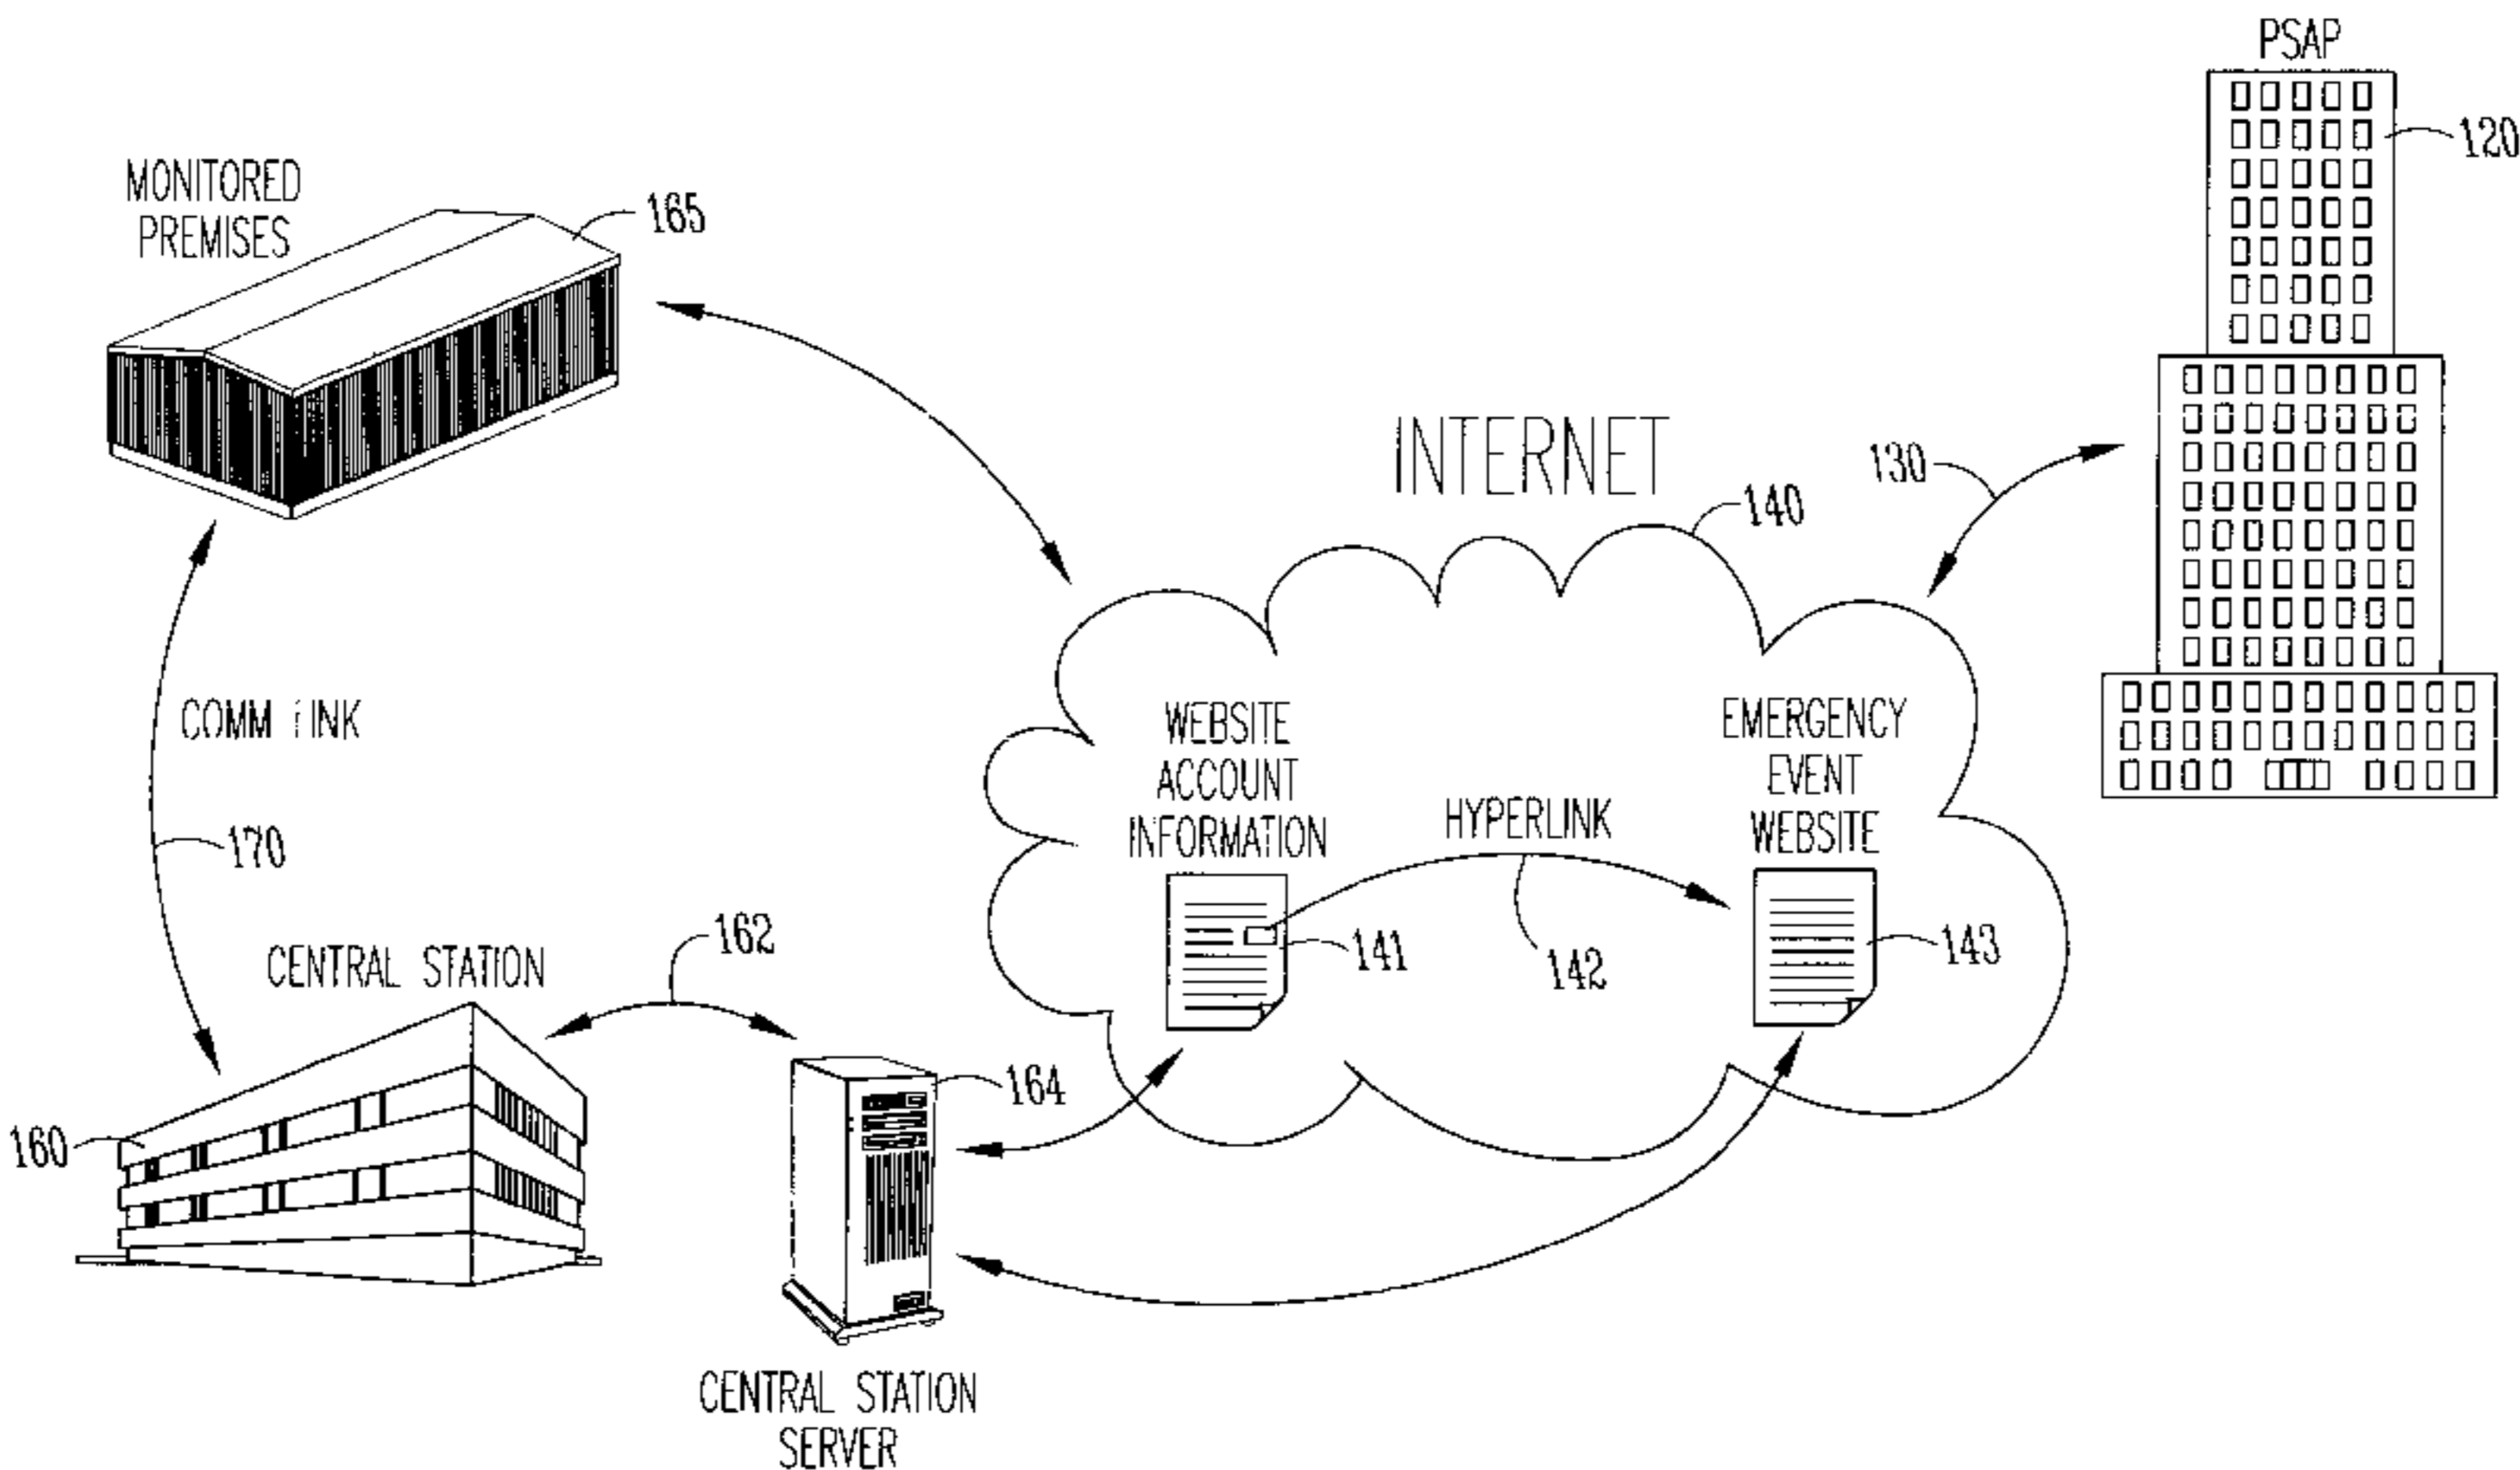 PSAP
120
MONITORED
PREMISES
165
INTERNET
130
140
COMM LINK
170
WEBSITE
ACCOUNT
INFORMATION
HYPERLINK
EMERGENCY
EVENT
WEBSITE
141
142
143
CENTRAL STATION
162
160
164
CENTRAL STATION
SERVER